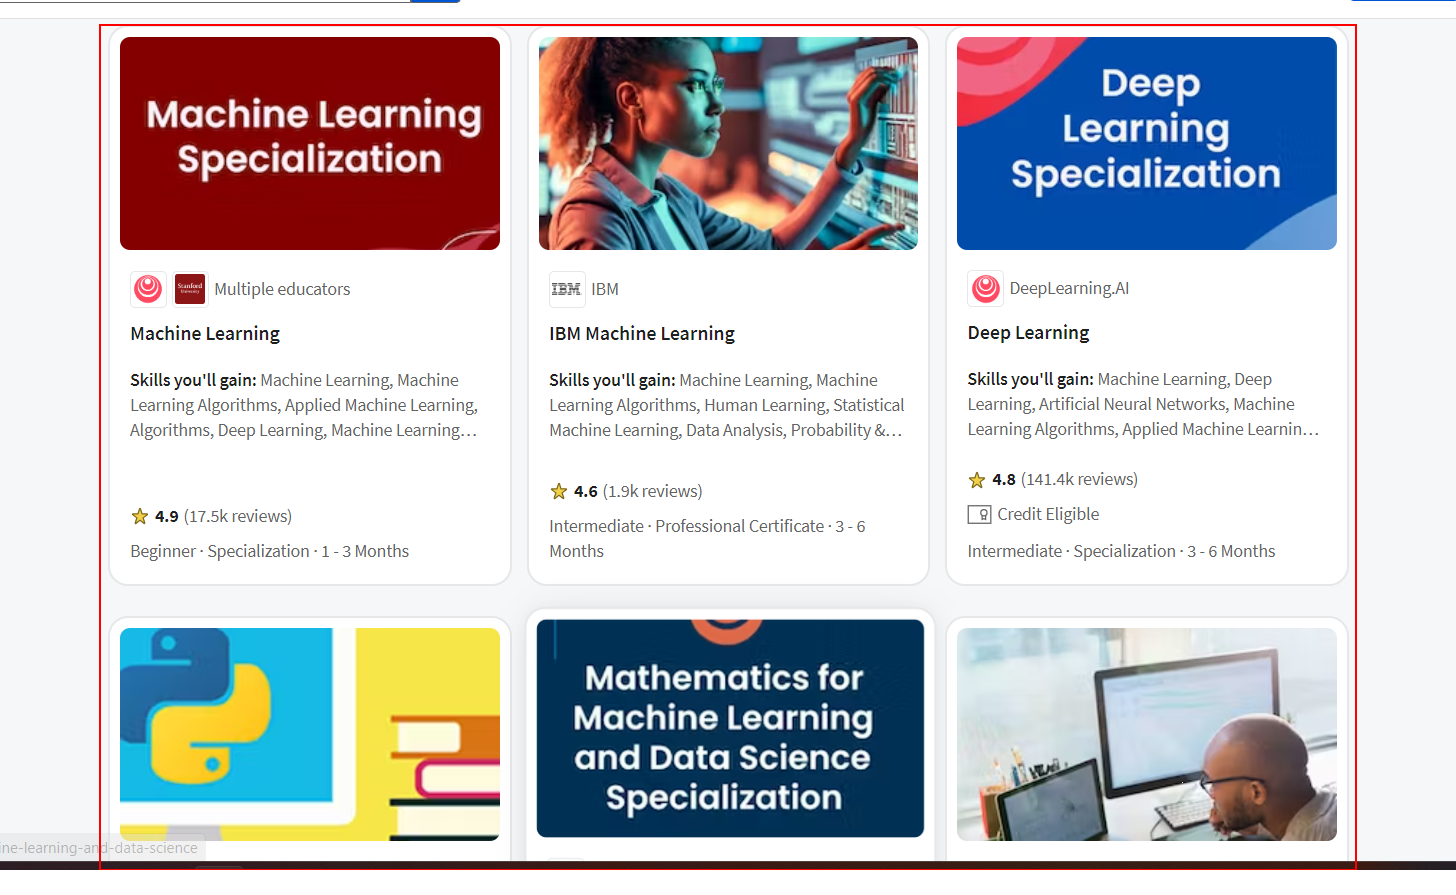 Machine Learning
Specialization
Deep
Learning
Specialization
Stanford
University
Multiple educators
IBM
IBM
DeepLearning.AI
Machine Learning
IBM Machine Learning
Deep Learning
Skills you'll gain: Machine Learning, Machine
Learning Algorithms, Applied Machine Learning,
Algorithms, Deep Learning, Machine Learning…
Skills you'll gain: Machine Learning, Machine
Learning Algorithms, Human Learning, Statistical
Machine Learning, Data Analysis, Probability &…
Skills you'll gain: Machine Learning, Deep
Learning, Artificial Neural Networks, Machine
Learning Algorithms, Applied Machine Learnin…
4.9 (17.5k reviews)
Beginner · Specialization · 1 - 3 Months
4.6 (1.9k reviews)
Intermediate · Professional Certificate · 3 - 6
Months
4.8 (141.4k reviews)
Credit Eligible
Intermediate · Specialization · 3 - 6 Months
Mathematics for
Machine Learning
and Data Science
Specialization
ine-learning-and-data-science